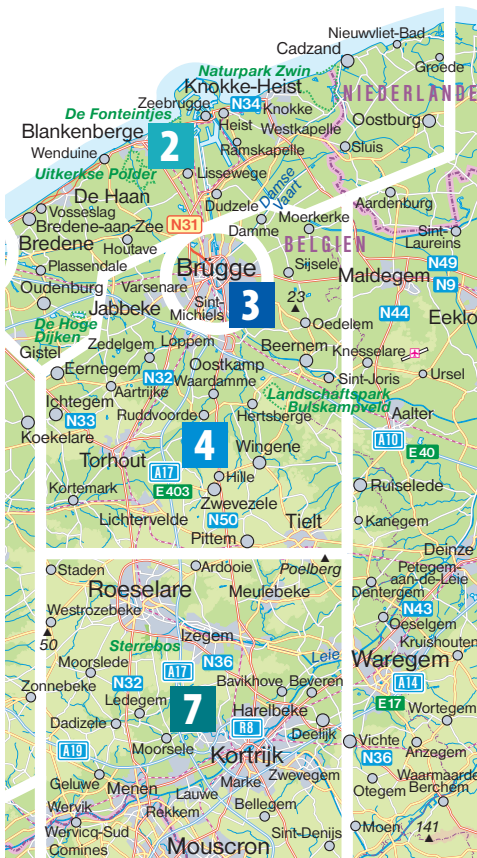 Nieuwvliet-Bad
Cadzand
Groede
Naturpark Zwin
Knokke-Heist
NIEDERLANDE
Zeebrugge
N34
Knokke
De Fonteintjes
Heist
Oostburg
Blankenberge
2
Westkapelle
Ramskapelle
Sluis
Wenduine
Uitkerkse Polder
Lissewege
Damse
Vaart
De Haan
Dudzele
Aardenburg
Vosseslag
Bredene-aan-Zee
N31
Damme
Moerkerke
Sint-
Laureins
Bredene
Houtave
BELGIEN
Plassendale
Brügge
Sijsele
N49
Maldegem
N9
Oudenburg
Varsenare
Jabbeke
Sint-
Michiels
3
23
N44
Eeklo
De Hoge
Dijken
Oedelem
Gistel
Zedelgem
Loppem
Beernem
Knesselare
Eernegem
Oostkamp
N32
Waardamme
Sint-Joris
Ursel
Ichtegem
Aartrijke
Landschaftspark
Bulskampveld
N33
Ruddvoorde
Hertsberge
Aalter
Koekelare
4
A10
E40
Wingene
Torhout
A17
Hille
E403
Ruiselede
Kortemark
Zwevezele
Lichtervelde
N50
Tielt
Kanegem
Pittem
Deinze
Staden
Ardooie
Poelberg
Petegem-
aan-de-Leie
Roeselare
Meulebeke
Dentergem
N43
Westrozebeke
Oeselgem
50
Izegem
Kruishouten
Sterrebos
Leie
Waregem
Moorslede
A17
N36
Zonnebeke
N32
Bavikhove
Beveren
A14
Ledegem
7
E17
Dadizele
Harelbeke
Wortegem
R8
Deelijk
A19
Moorsele
Vichte
Kortrijk
Anzegem
N36
Geluwe
Menen
Zwevegem
Waarmaarde
Marke
Otegem
Berchem
Wervik
Lauwe
Rekkem
Bellegem
Wervicq-Sud
Moen
141
Comines
Mouscron
Sint-Denijs